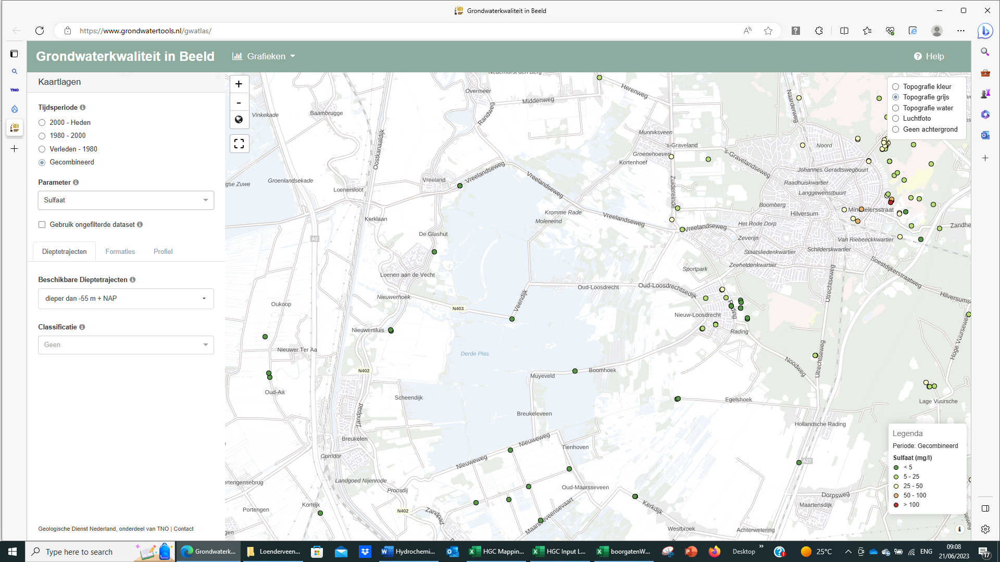 Grondwaterkwaliteit in Beeld
https://www.grondwatertools.nl/gwatlas/
Grondwaterkwaliteit in Beeld
Grafieken
Help
Kaartlagen
Tijdsperiode
2000 - Heden
1980 - 2000
Verleden - 1980
Gecombineerd
Parameter
Sulfaat
Gebruik ongefilterde dataset
Dieptetrajecten
Formaties
Profiel
Beschikbare Dieptetrajecten
dieper dan -55 m + NAP
Classificatie
Geen
Geologische Dienst Nederland, onderdeel van TNO | Contact
TNO
+
-
Topografie kleur
Topografie grijs
Topografie water
Luchtfoto
Geen achtergrond
Nederhorst den Berg
Overmeer
Middenweg
Herenweg
Naarderweg
Vinkekade
Baambrugge
Randweg
Oostkanaaldijk
Munniksveen
's-Graveland
Noord
Groenehoeven
Kortenhoef
's-Gravelandseweg
Johannes Geradtswegbuurt
Vreelandseweg
Vreeland
Groenlandsekade
Loenersloot
Vreelandseweg
Zuidereinde
Raadhuiskwartier
Langgewenstbuurt
Boomberg
Hilversum
Kerklaan
Kromme Rade
Moleneind
Vreelandseweg
Vreelandseweg
Het Rode Dorp
De Glashut
A2
Zeverijn
Van Riebeeckkwartier
Staatsliedenkwartier
Schilderskwartier
Zeeheldenkwartier
Soestdijkerstraatweg
Sportpark
Loenen aan de Vecht
Oud-Loosdrecht
Oud-Loosdrechtsedijk
Utrechtseweg
Nieuwerhoek
Veendijk
Oukoop
N403
Nieuw-Loosdrecht
Rading
Nieuwersluis
Rading
Hoge Vuurseweg
Nieuwer Ter Aa
Derde Plas
Noodweg
Utrechtseweg
N402
Muyeveld
Boomhoek
Oud-Aa
Scheendijk
Egelshoek
Lage Vuursche
Zandpad
Breukeleveen
Hollandsche Rading
Breukelen
Nieuweweg
Tienhoven
Corridor
Nieuweweg
A27
Landgoed Nijenrode
Proosdij
Oud-Maarsseveen
Dorpsweg
Kortrijk
Portengen
N402
Zandpad
Maarsseveensevaart
Kerkdijk
Maartensdijk
Westbroek
Achterwetering
Legenda
Periode: Gecombineerd
Sulfaat (mg/l)
< 5
5 - 25
25 - 50
50 - 100
> 100
Type here to search
Grondwaterk...
Loenderveen...
Hydrochemi...
HGC Mappin...
HGC Input L...
boorgatenW...
Desktop
25°C
ENG
09:08
21/06/2023
17